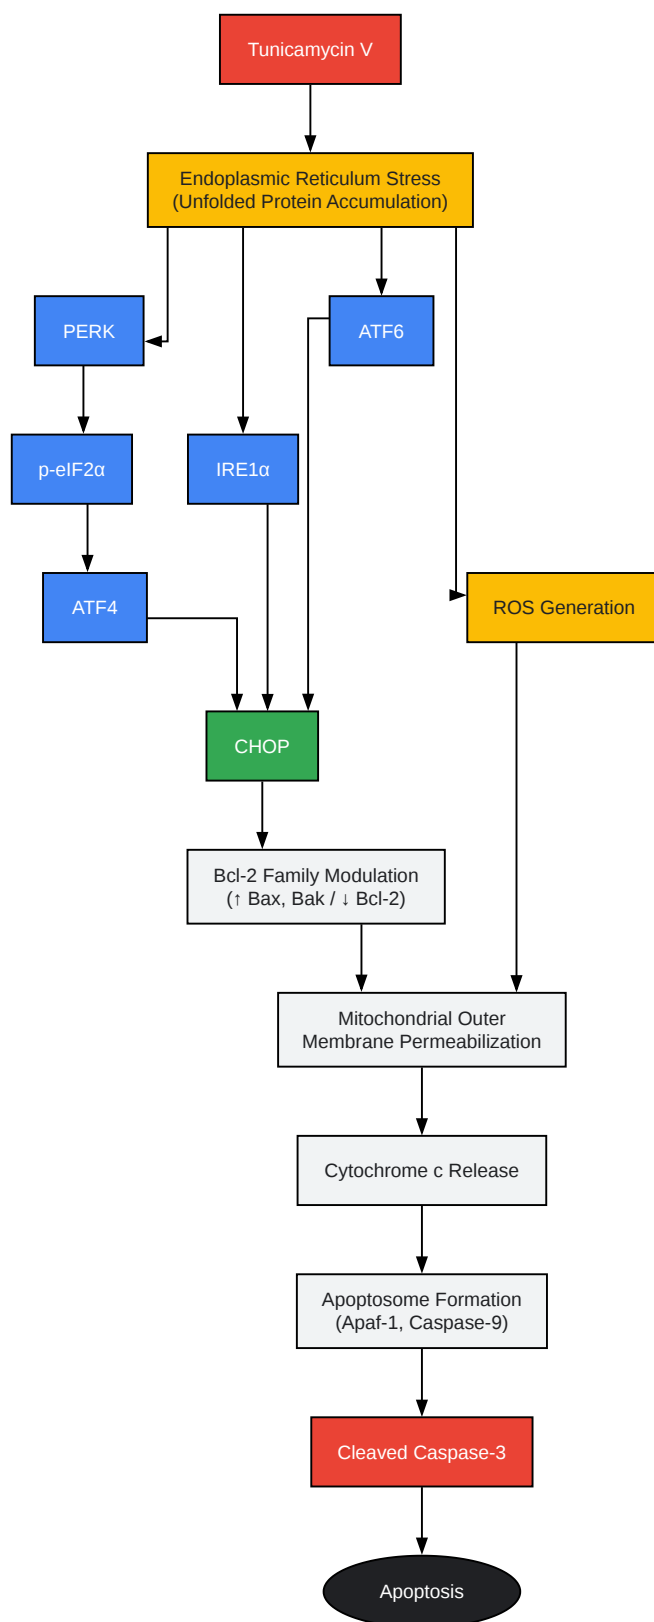 Tunicamycin V
Endoplasmic Reticulum Stress
(Unfolded Protein Accumulation)
PERK
ATF6
p-eIF2α
IRE1α
ATF4
ROS Generation
CHOP
Bcl-2 Family Modulation
(↑ Bax, Bak / ↓ Bcl-2)
Mitochondrial Outer
Membrane Permeabilization
Cytochrome c Release
Apoptosome Formation
(Apaf-1, Caspase-9)
Cleaved Caspase-3
Apoptosis